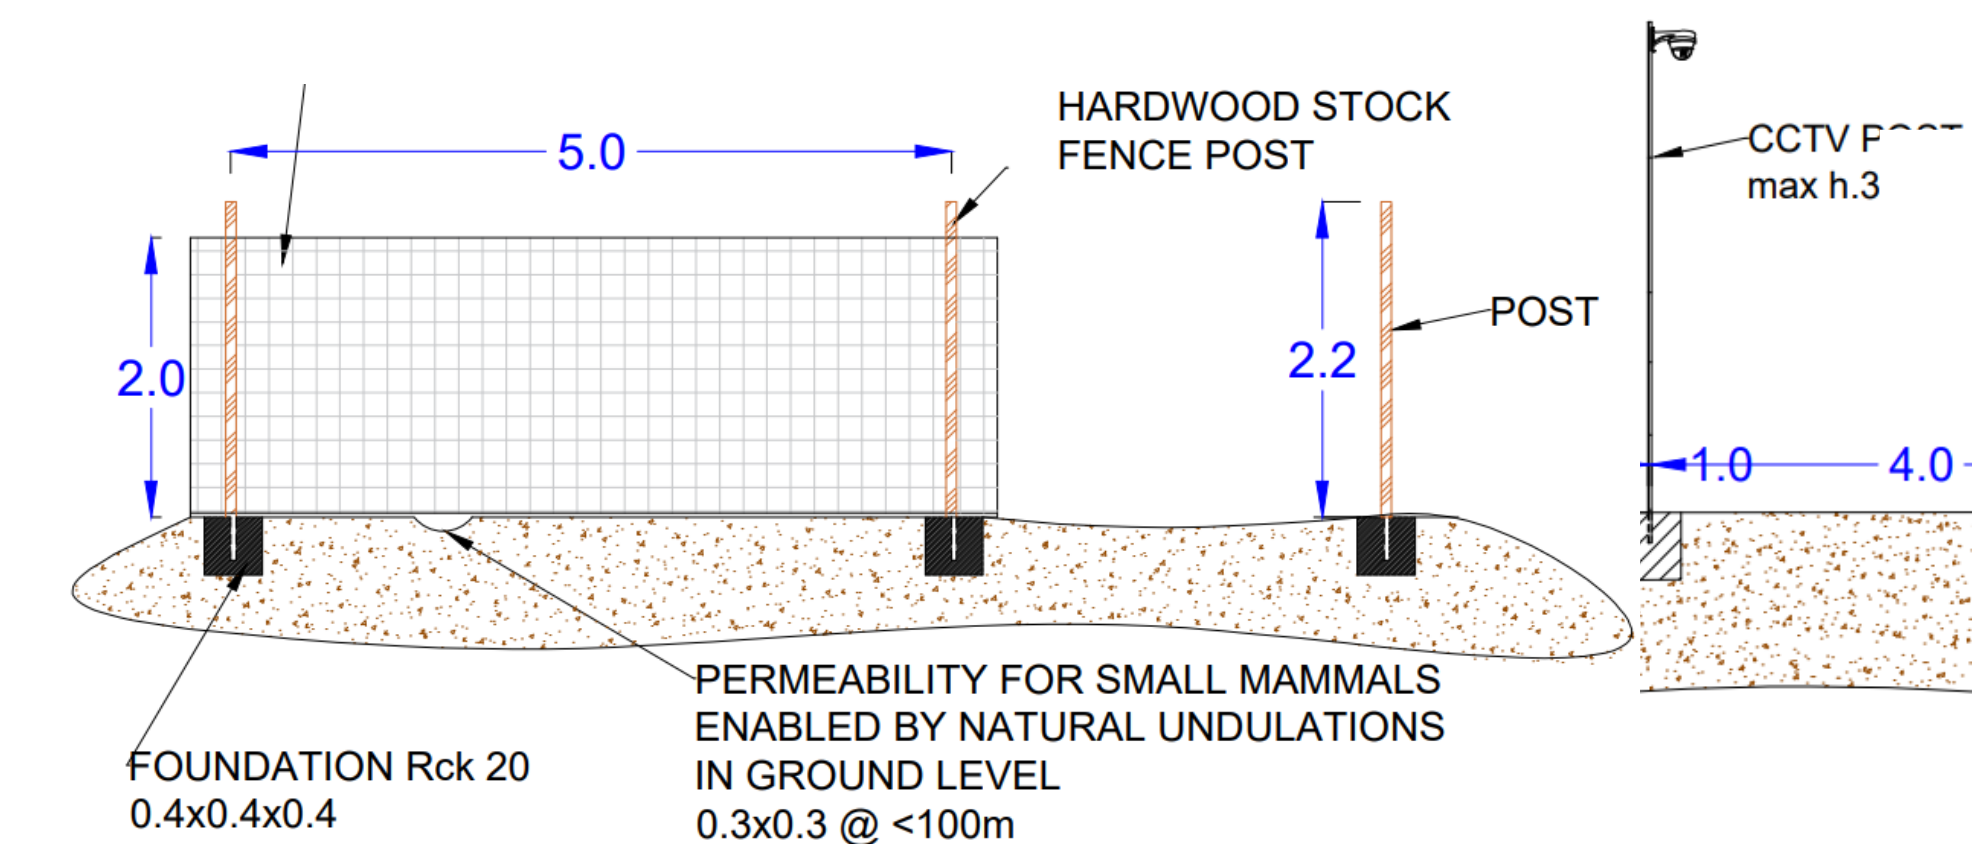 5.0
HARDWOOD STOCK
FENCE POST
2.0
2.2
POST
CCTV
max h.3
1.0
4.0
FOUNDATION Rck 20
0.4x0.4x0.4
PERMEABILITY FOR SMALL MAMMALS
ENABLED BY NATURAL UNDULATIONS
IN GROUND LEVEL
0.3x0.3 @ <100m